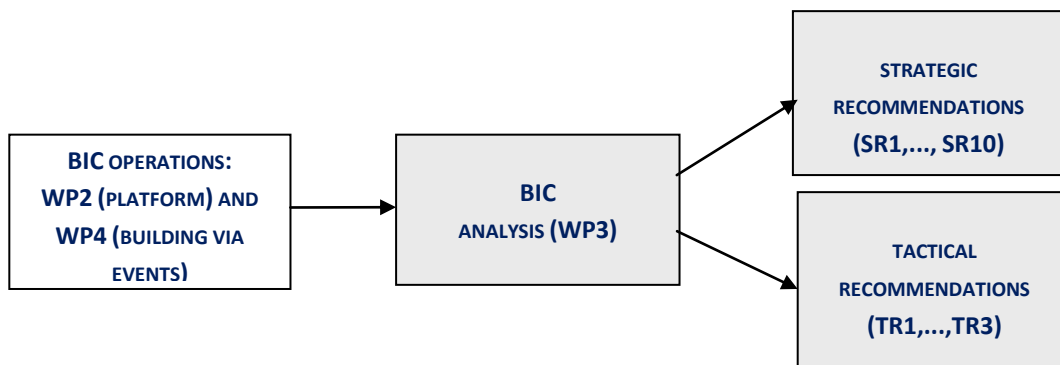 BIC OPERATIONS:
WP2 (PLATFORM) AND
WP4 (BUILDING VIA
EVENTS)
BIC
ANALYSIS (WP3)
STRATEGIC
RECOMMENDATIONS
(SR1,..., SR10)
TACTICAL
RECOMMENDATIONS
(TR1,...,TR3)